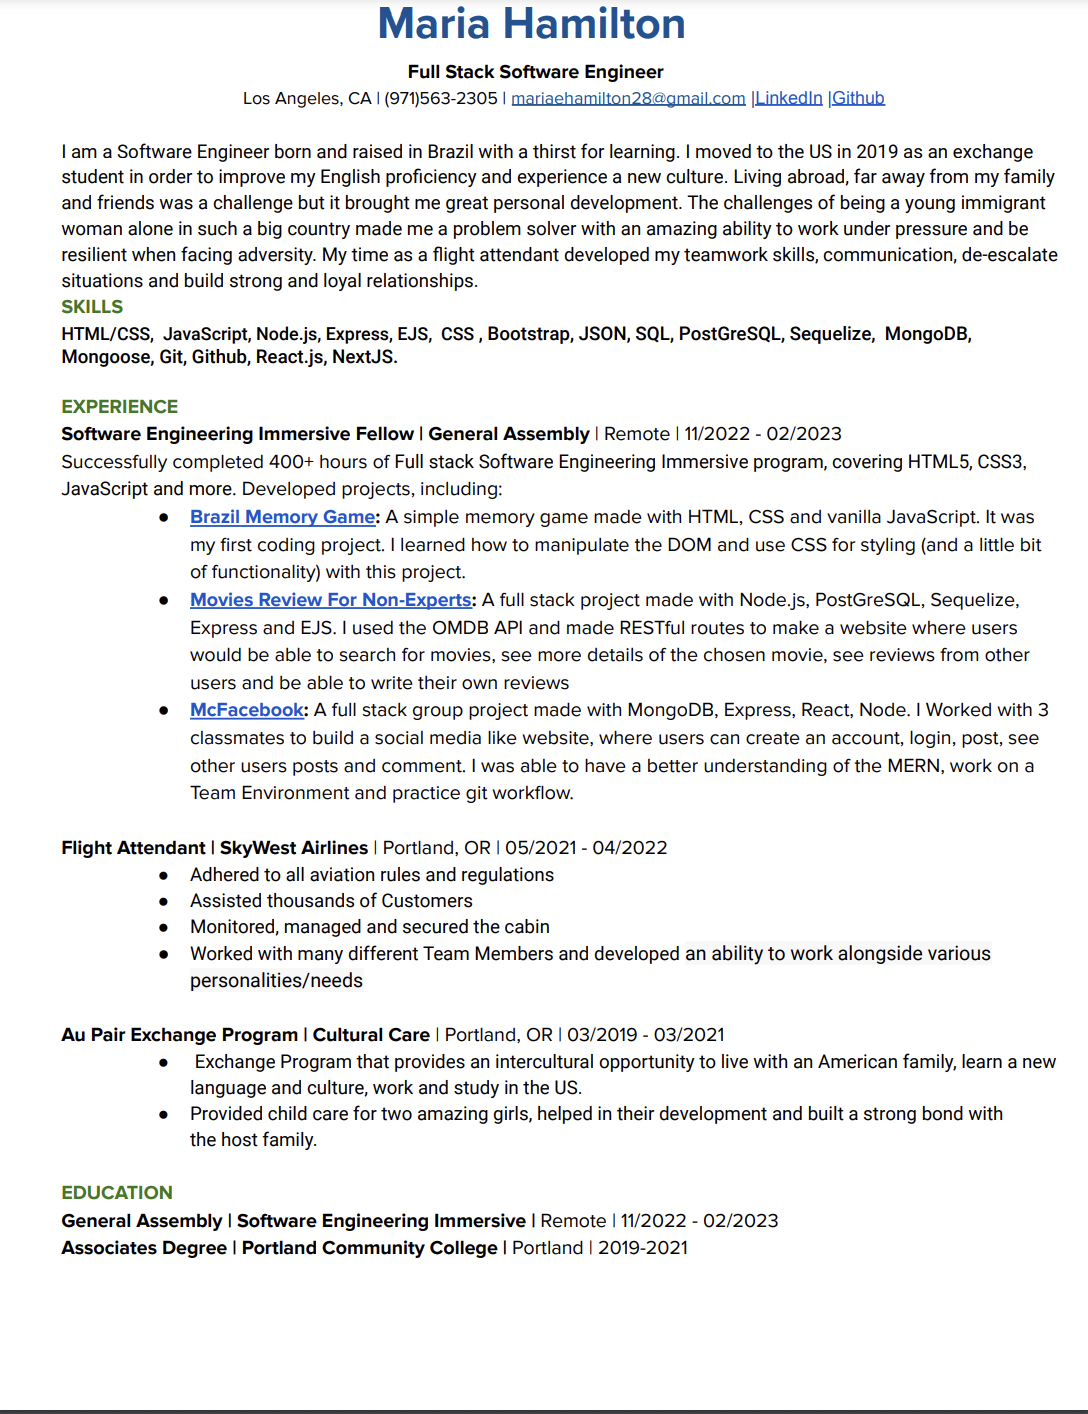 Maria Hamilton
Full Stack Software Engineer
Los Angeles, CA | (971)563-2305 | mariaehamilton28@gmail.com |LinkedIn |Github
I am a Software Engineer born and raised in Brazil with a thirst for learning. I moved to the US in 2019 as an exchange
student in order to improve my English proficiency and experience a new culture. Living abroad, far away from my family
and friends was a challenge but it brought me great personal development. The challenges of being a young immigrant
woman alone in such a big country made me a problem solver with an amazing ability to work under pressure and be
resilient when facing adversity. My time as a flight attendant developed my teamwork skills, communication, de-escalate
situations and build strong and loyal relationships.
SKILLS
HTML/CSS, JavaScript, Node.js, Express, EJS, CSS , Bootstrap, JSON, SQL, PostGreSQL, Sequelize, MongoDB,
Mongoose, Git, Github, React.js, NextJS.
EXPERIENCE
Software Engineering Immersive Fellow | General Assembly | Remote | 11/2022 - 02/2023
Successfully completed 400+ hours of Full stack Software Engineering Immersive program, covering HTML5, CSS3,
JavaScript and more. Developed projects, including:
● Brazil Memory Game: A simple memory game made with HTML, CSS and vanilla JavaScript. It was
my first coding project. I learned how to manipulate the DOM and use CSS for styling (and a little bit
of functionality) with this project.
● Movies Review For Non-Experts: A full stack project made with Node.js, PostGreSQL, Sequelize,
Express and EJS. I used the OMDB API and made RESTful routes to make a website where users
would be able to search for movies, see more details of the chosen movie, see reviews from other
users and be able to write their own reviews
● McFacebook: A full stack group project made with MongoDB, Express, React, Node. I Worked with 3
classmates to build a social media like website, where users can create an account, login, post, see
other users posts and comment. I was able to have a better understanding of the MERN, work on a
Team Environment and practice git workflow.
Flight Attendant | SkyWest Airlines | Portland, OR | 05/2021 - 04/2022
● Adhered to all aviation rules and regulations
● Assisted thousands of Customers
● Monitored, managed and secured the cabin
● Worked with many different Team Members and developed an ability to work alongside various
personalities/needs
Au Pair Exchange Program | Cultural Care | Portland, OR | 03/2019 - 03/2021
● Exchange Program that provides an intercultural opportunity to live with an American family, learn a new
language and culture, work and study in the US.
● Provided child care for two amazing girls, helped in their development and built a strong bond with
the host family.
EDUCATION
General Assembly | Software Engineering Immersive | Remote | 11/2022 - 02/2023
Associates Degree | Portland Community College | Portland | 2019-2021